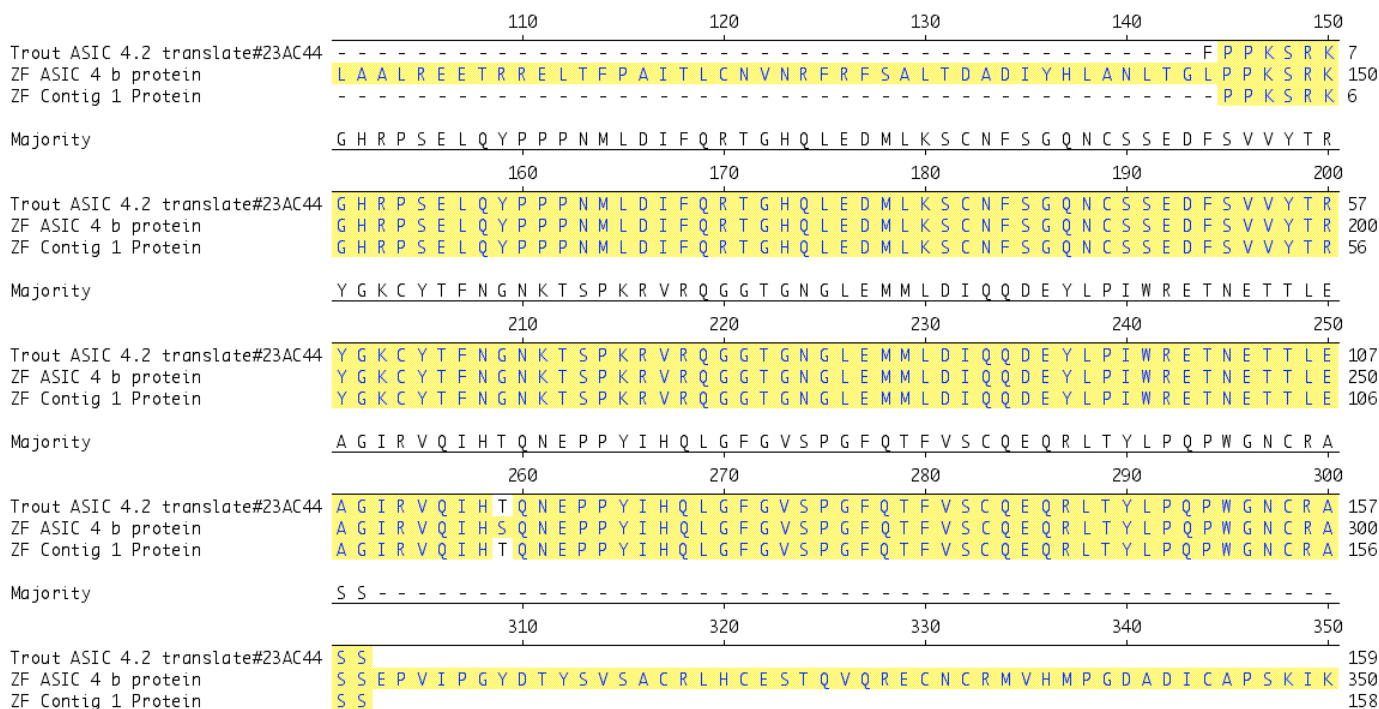 110 120 130 140 150
Trout ASIC 4.2 translate#23AC44 - - - - - - - - - - - - - - - - - - - - - - - - - - - - - - - - - - - - - - - - - - - F P P K S R K 7
ZF ASIC 4 b protein L A A L R E E T R R E L T F P A I T L C N V N R F R F S A L T D A D I Y H L A N L T G L P P K S R K 150
ZF Contig 1 Protein - - - - - - - - - - - - - - - - - - - - - - - - - - - - - - - - - - - - - - - - - - - - P P K S R K 6
Majority G H R P S E L Q Y P P P N M L D I F Q R T G H Q L E D M L K S C N F S G Q N C S S E D F S V V Y T R
160 170 180 190 200
Trout ASIC 4.2 translate#23AC44 G H R P S E L Q Y P P P N M L D I F Q R T G H Q L E D M L K S C N F S G Q N C S S E D F S V V Y T R 57
ZF ASIC 4 b protein G H R P S E L Q Y P P P N M L D I F Q R T G H Q L E D M L K S C N F S G Q N C S S E D F S V V Y T R 200
ZF Contig 1 Protein G H R P S E L Q Y P P P N M L D I F Q R T G H Q L E D M L K S C N F S G Q N C S S E D F S V V Y T R 56
Majority Y G K C Y T F N G N K T S P K R V R Q G G T G N G L E M M L D I Q Q D E Y L P I W R E T N E T T L E
210 220 230 240 250
Trout ASIC 4.2 translate#23AC44 Y G K C Y T F N G N K T S P K R V R Q G G T G N G L E M M L D I Q Q D E Y L P I W R E T N E T T L E 107
ZF ASIC 4 b protein Y G K C Y T F N G N K T S P K R V R Q G G T G N G L E M M L D I Q Q D E Y L P I W R E T N E T T L E 250
ZF Contig 1 Protein Y G K C Y T F N G N K T S P K R V R Q G G T G N G L E M M L D I Q Q D E Y L P I W R E T N E T T L E 106
Majority A G I R V Q I H T Q N E P P Y I H Q L G F G V S P G F Q T F V S C Q E Q R L T Y L P Q P W G N C R A
260 270 280 290 300
Trout ASIC 4.2 translate#23AC44 A G I R V Q I H T Q N E P P Y I H Q L G F G V S P G F Q T F V S C Q E Q R L T Y L P Q P W G N C R A 157
ZF ASIC 4 b protein A G I R V Q I H S Q N E P P Y I H Q L G F G V S P G F Q T F V S C Q E Q R L T Y L P Q P W G N C R A 300
ZF Contig 1 Protein A G I R V Q I H T Q N E P P Y I H Q L G F G V S P G F Q T F V S C Q E Q R L T Y L P Q P W G N C R A 156
Majority S S - - - - - - - - - - - - - - - - - - - - - - - - - - - - - - - - - - - - - - - - - - - - - - - -
310 320 330 340 350
Trout ASIC 4.2 translate#23AC44 S S 159
ZF ASIC 4 b protein S S E P V I P G Y D T Y S V S A C R L H C E S T Q V Q R E C N C R M V H M P G D A D I C A P S K I K 350
ZF Contig 1 Protein S S 158